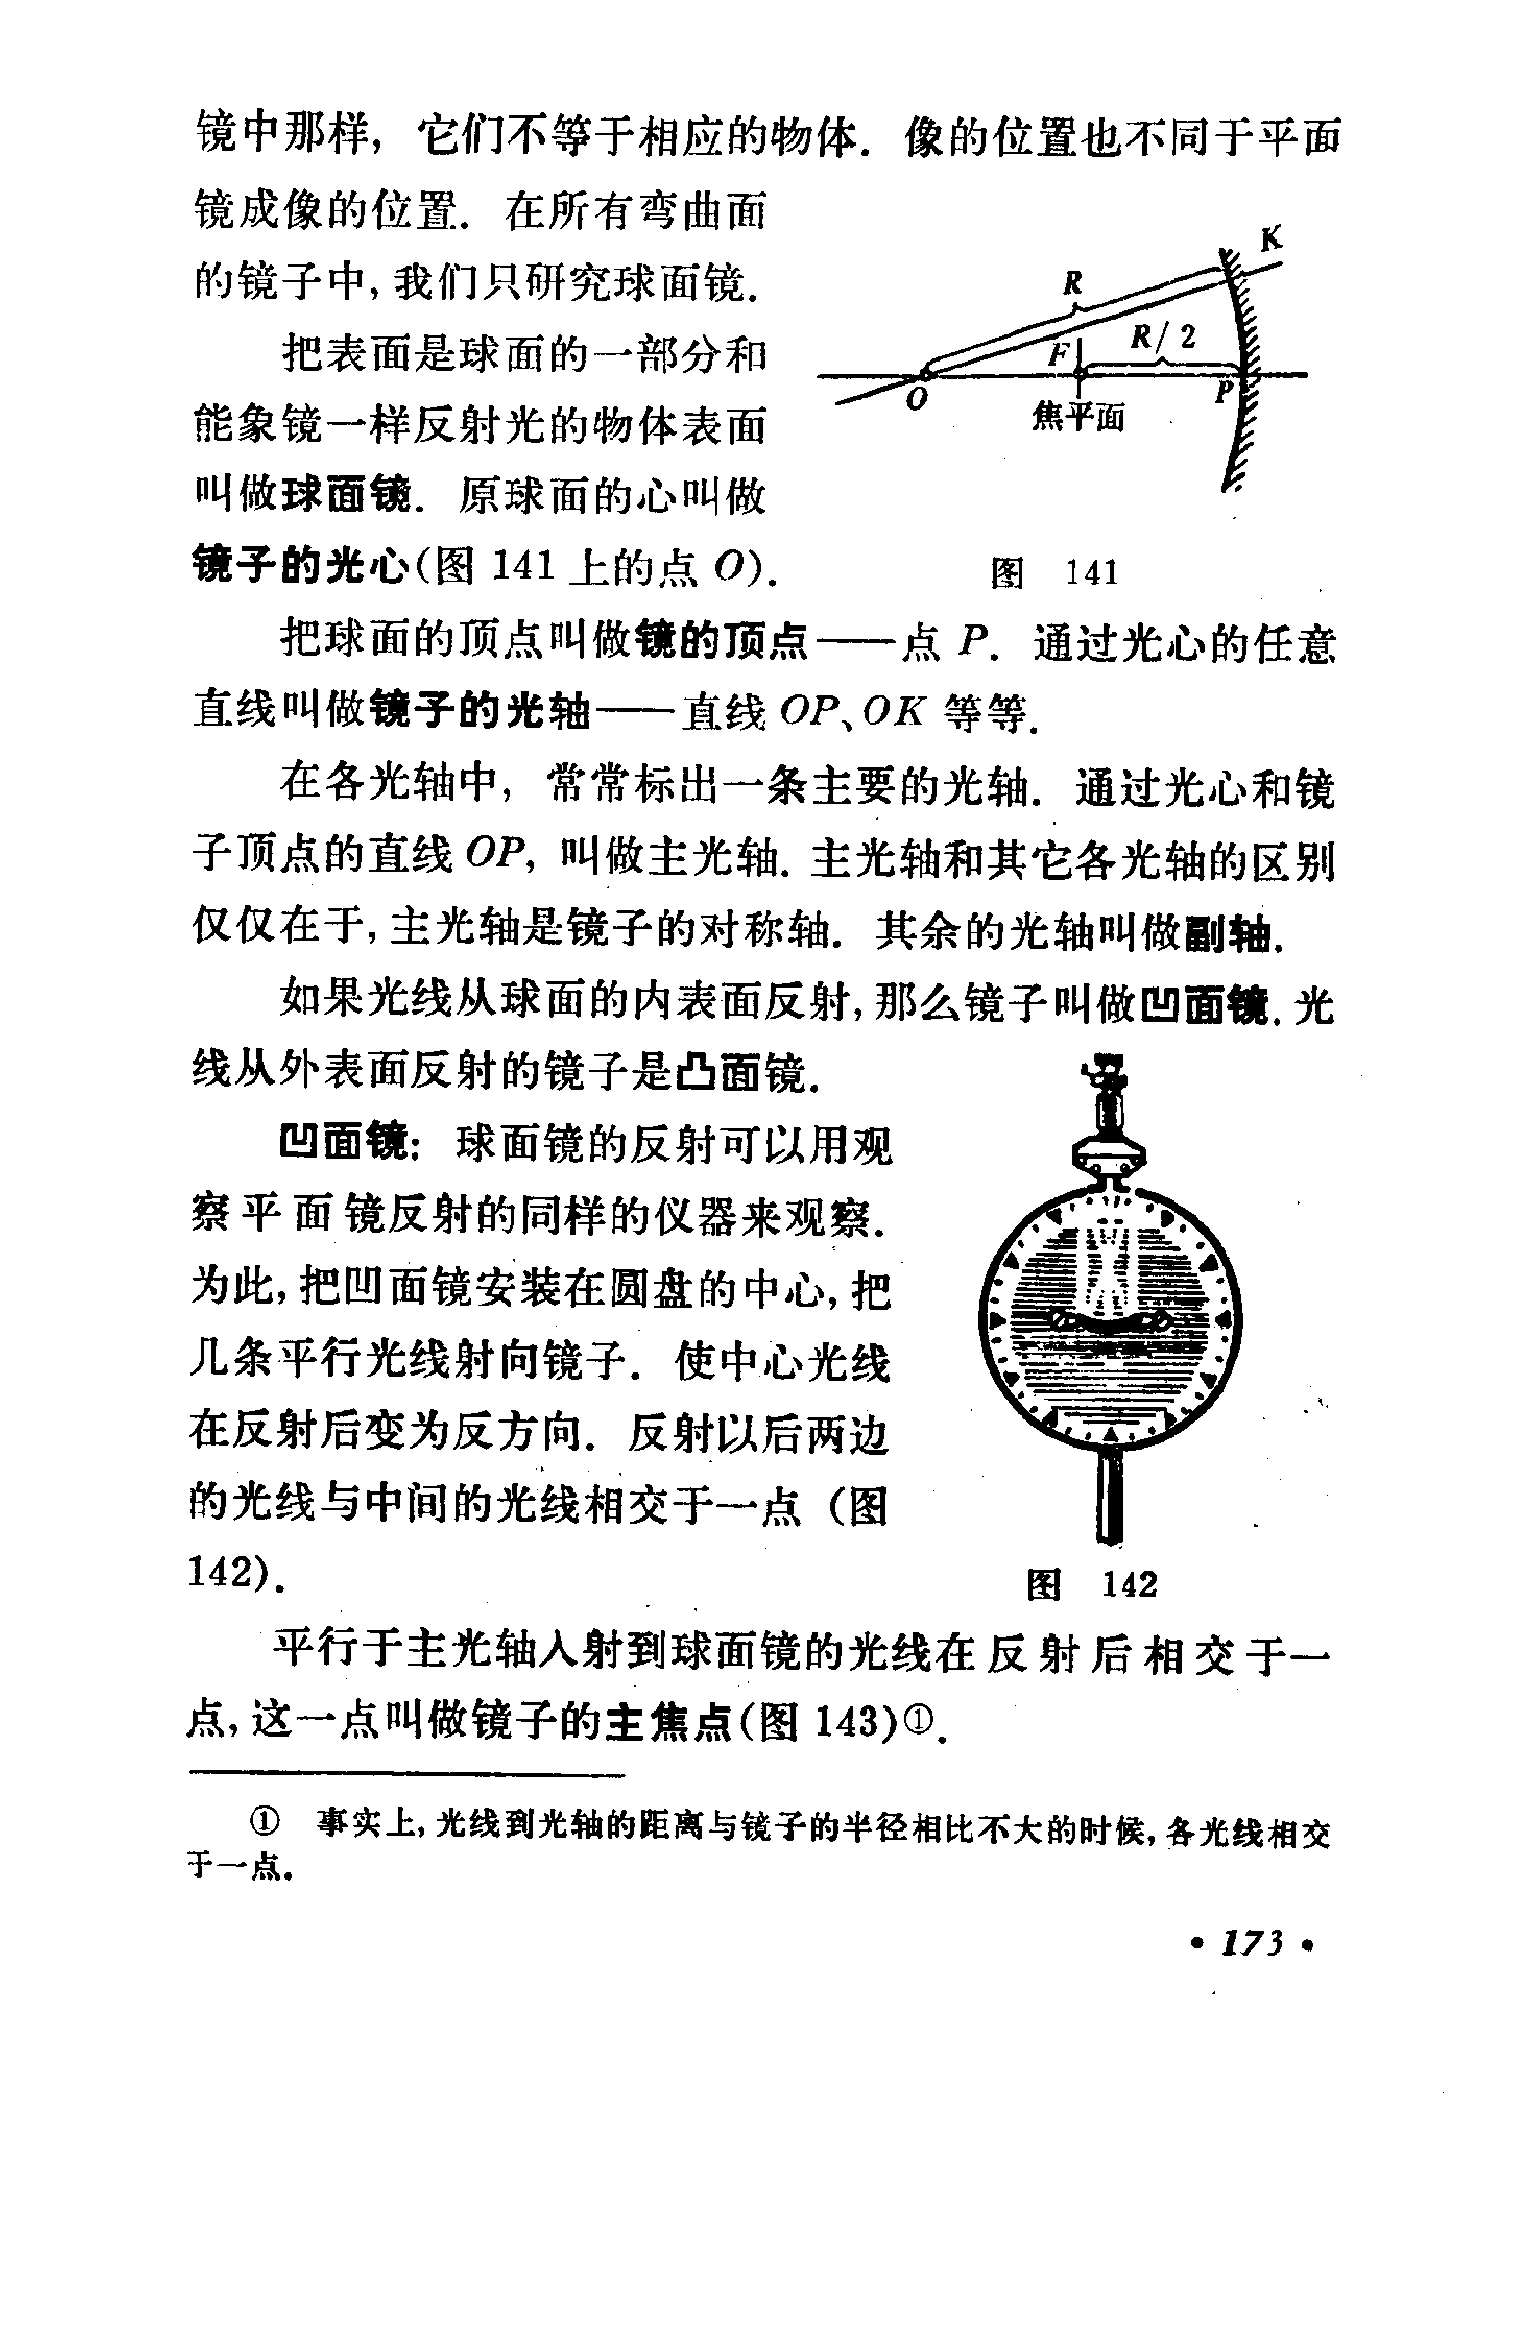 镜中那样，它们不等于相应的物体．像的位置也不同于平面
镜成像的位置．在所有弯曲面
的镜子中，我们只研究球面镜．
把表面是球面的一部分和
能象镜一样反射光的物体表面
叫做球面镜．原球面的心叫做
镜子的光心(图 141 上的点 O)．
K
R
R/2
F
O
P
焦平面
图 141
把球面的顶点叫做镜的顶点——点 P．通过光心的任意
直线叫做镜子的光轴——直线 OP、OK 等等．
在各光轴中，常常标出一条主要的光轴．通过光心和镜
子顶点的直线 OP，叫做主光轴．主光轴和其它各光轴的区别
仅仅在于，主光轴是镜子的对称轴．其余的光轴叫做副轴．
如果光线从球面的内表面反射，那么镜子叫做凹面镜．光
线从外表面反射的镜子是凸面镜．
凹面镜：球面镜的反射可以用观
察平面镜反射的同样的仪器来观察．
为此，把凹面镜安装在圆盘的中心，把
几条平行光线射向镜子．使中心光线
在反射后变为反方向．反射以后两边
的光线与中间的光线相交于一点（图
142)．
图 142
平行于主光轴入射到球面镜的光线在反射后相交于一
点，这一点叫做镜子的主焦点(图 143)①．
① 事实上，光线到光轴的距离与镜子的半径相比不大的时候，各光线相交
于一点．
• 173 •